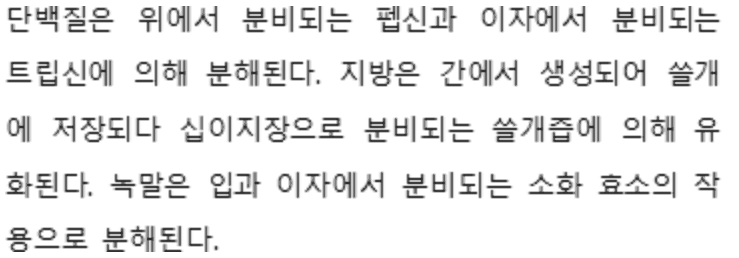 단백질은 위에서 분비되는 펩신과 이자에서 분비되는
트립신에 의해 분해된다. 지방은 간에서 생성되어 쓸개
에 저장되다 십이지장으로 분비되는 쓸개즙에 의해 유
화된다. 녹말은 입과 이자에서 분비되는 소화 효소의 작
용으로 분해된다.